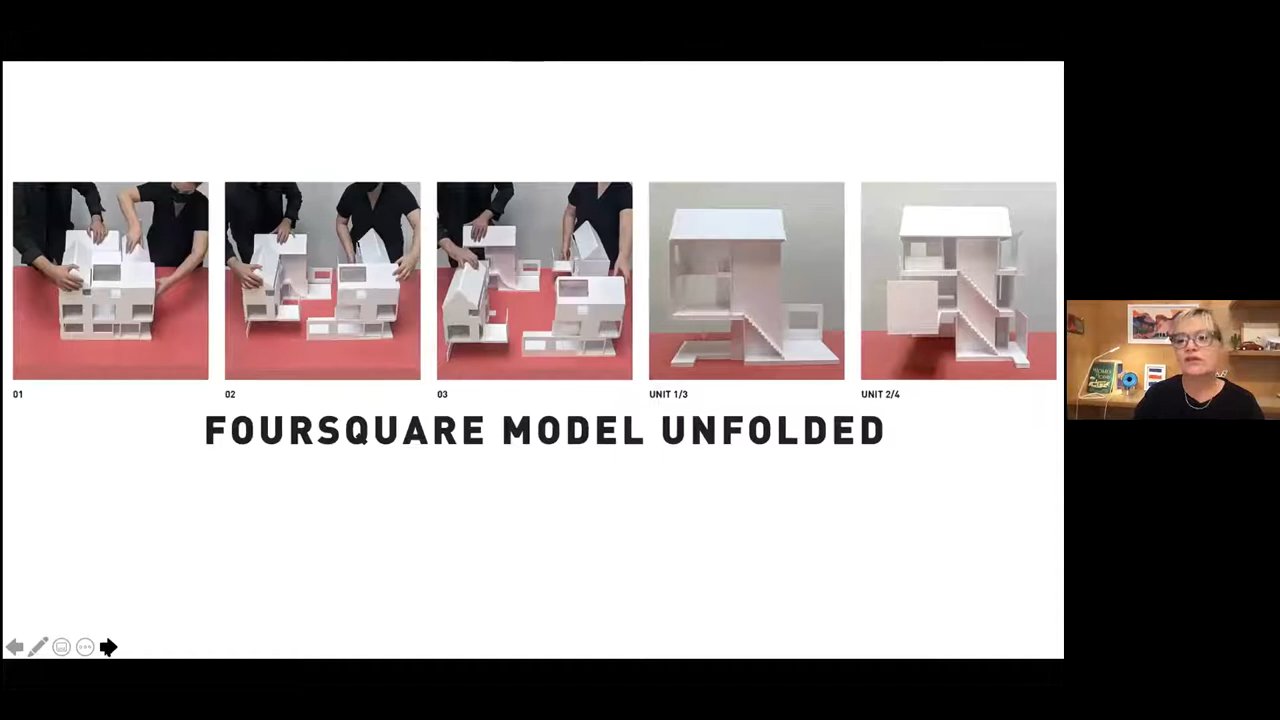 01
02
03
UNIT 1/3
UNIT 2/4
FOURSQUARE MODEL UNFOLDED